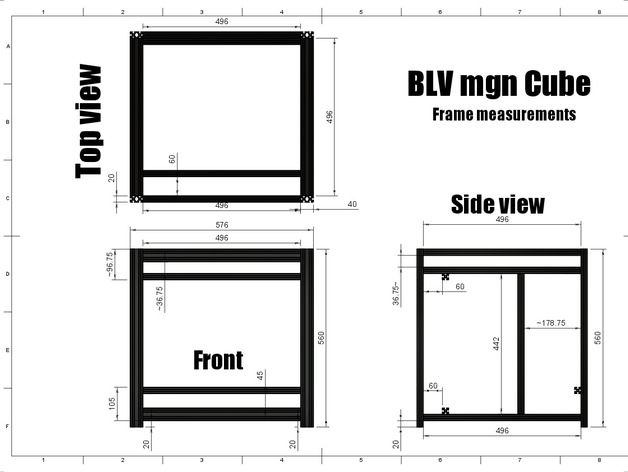 1 2 3 4 5 6 7 8
A
B
C
D
E
F
496
Top view
496
60
20
496
40
BLV mgn Cube
Frame measurements
Side view
496
576
496
~96.75
~36.75
560
Front
45
105
20
20
36.75~
60
442
~178.75
560
60
20
496
A
B
C
D
E
F
1 2 3 4 5 6 7 8